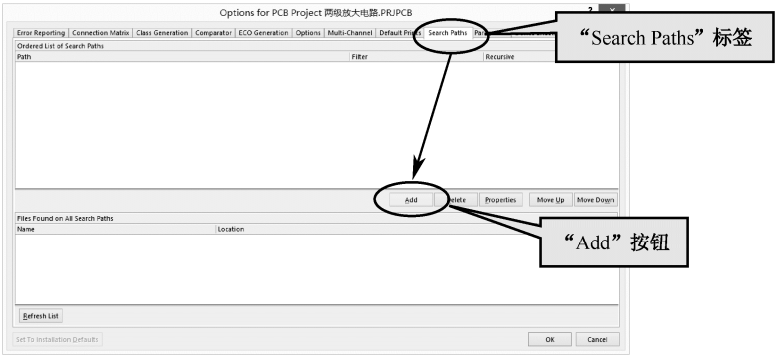 Options for PCB Project 两级放大电路.PRJPCB
?
Error Reporting Connection Matrix Class Generation Comparator ECO Generation Options Multi-Channel Default Prints Search Paths
“Search Paths”标签
Ordered List of Search Paths
Path Filter Recursive
Add Delete Properties Move Up Move Down
Files Found on All Search Paths
Name Location
“Add”按钮
Refresh List
Set To Installation Defaults OK Cancel